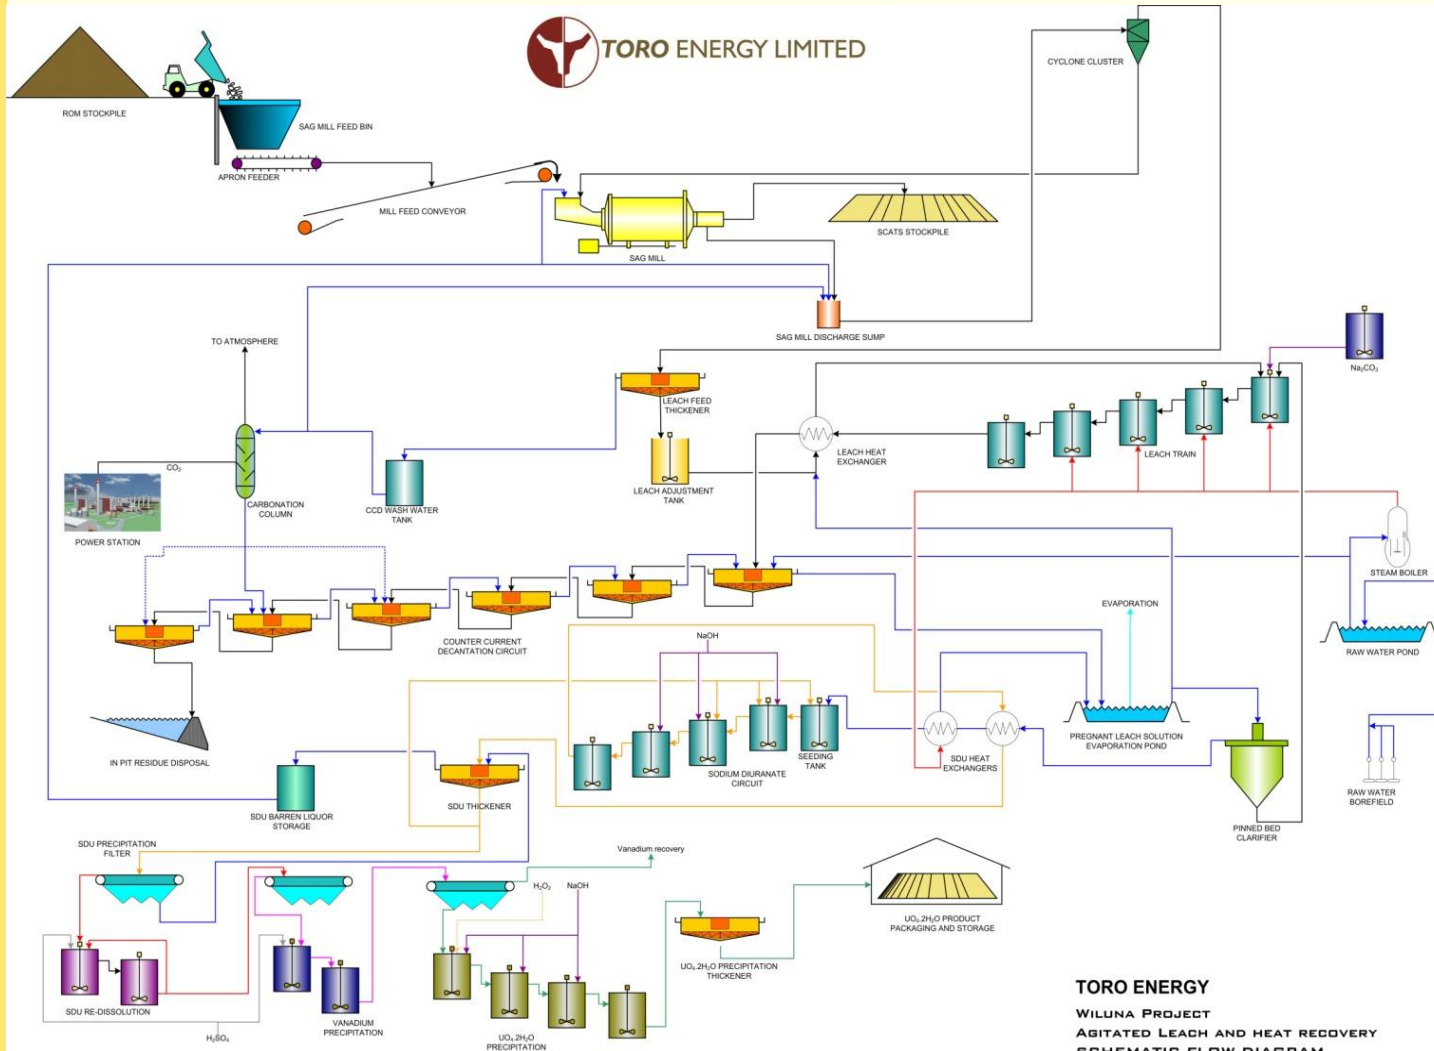 TORO ENERGY LIMITED
CYCLONE CLUSTER
ROM STOCKPILE
SAG MILL FEED BIN
APRON FEEDER
MILL FEED CONVEYOR
SCATS STOCKPILE
SAG MILL
SAG MILL DISCHARGE SUMP
TO ATMOSPHERE
Na₂CO₃
LEACH FEED
THICKENER
LEACH HEAT
EXCHANGER
LEACH TRAIN
CO₂
LEACH ADJUSTMENT
TANK
CARBONATION
COLUMN
CCD WASH WATER
TANK
POWER STATION
STEAM BOILER
EVAPORATION
NaOH
COUNTER CURRENT
DECANTATION CIRCUIT
RAW WATER POND
PREGNANT LEACH SOLUTION
EVAPORATION POND
IN PIT RESIDUE DISPOSAL
SEEDING
TANK
SDU HEAT
EXCHANGERS
SODIUM DIURANATE
CIRCUIT
SDU THICKENER
RAW WATER
BOREFIELD
SDU BARREN LIQUOR
STORAGE
PINNED BED
CLARIFIER
SDU PRECIPITATION
FILTER
Vanadium recovery
H₂O₂
NaOH
UO₄.2H₂O PRODUCT
PACKAGING AND STORAGE
UO₄.2H₂O PRECIPITATION
THICKENER
SDU RE-DISSOLUTION
VANADIUM
PRECIPITATION
H₂SO₄
UO₄.2H₂O
PRECIPITATION
TORO ENERGY
WILUNA PROJECT
AGITATED LEACH AND HEAT RECOVERY
SCHEMATIC FLOW DIAGRAM